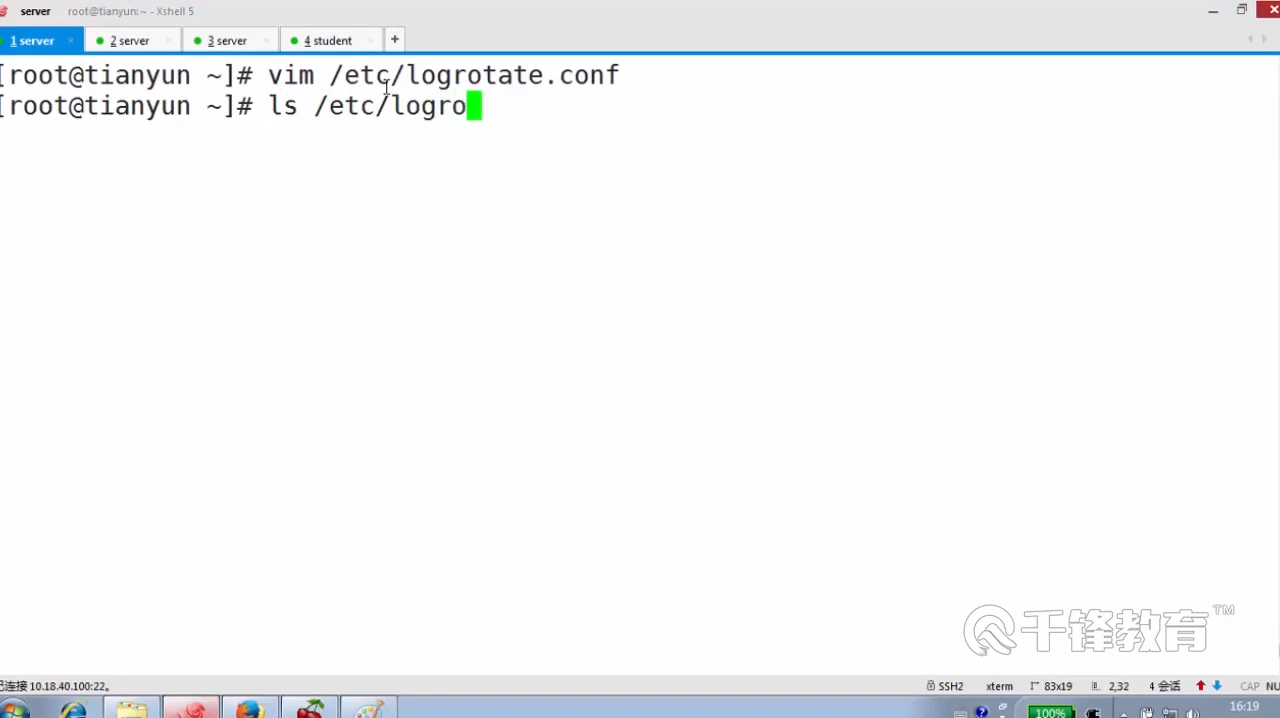 server root@tianyun:~ - Xshell 5
1 server 2 server 3 server 4 student +
[root@tianyun ~]# vim /etc/logrotate.conf
[root@tianyun ~]# ls /etc/logro
千锋教育 TM
已连接 10.18.40.100:22。 SSH2 xterm 83x19 2,32 4 会话 CAP NU
100% 16:19